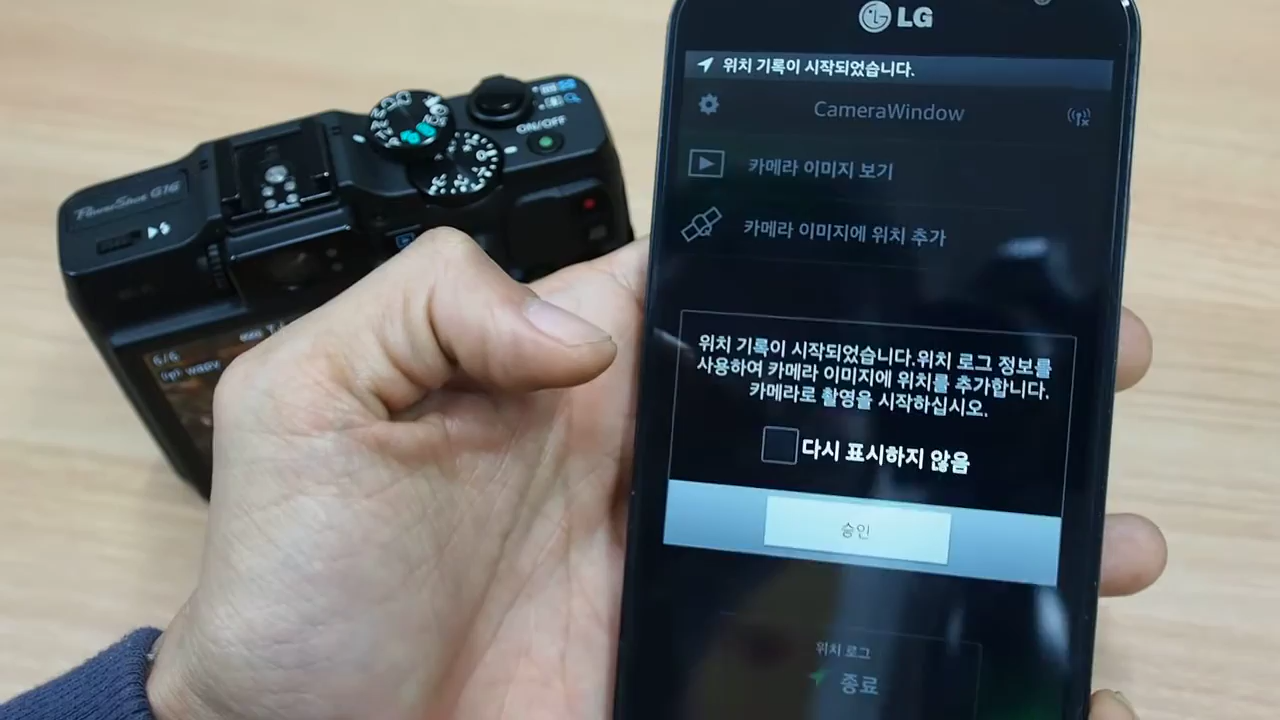 LG
위치 기록이 시작되었습니다.
CameraWindow
카메라 이미지 보기
카메라 이미지에 위치 추가
위치 기록이 시작되었습니다.위치 로그 정보를
사용하여 카메라 이미지에 위치를 추가합니다.
카메라로 촬영을 시작하십시오.
다시 표시하지 않음
승인
위치 로그
종료
PowerShot G16
ON/OFF
6/6